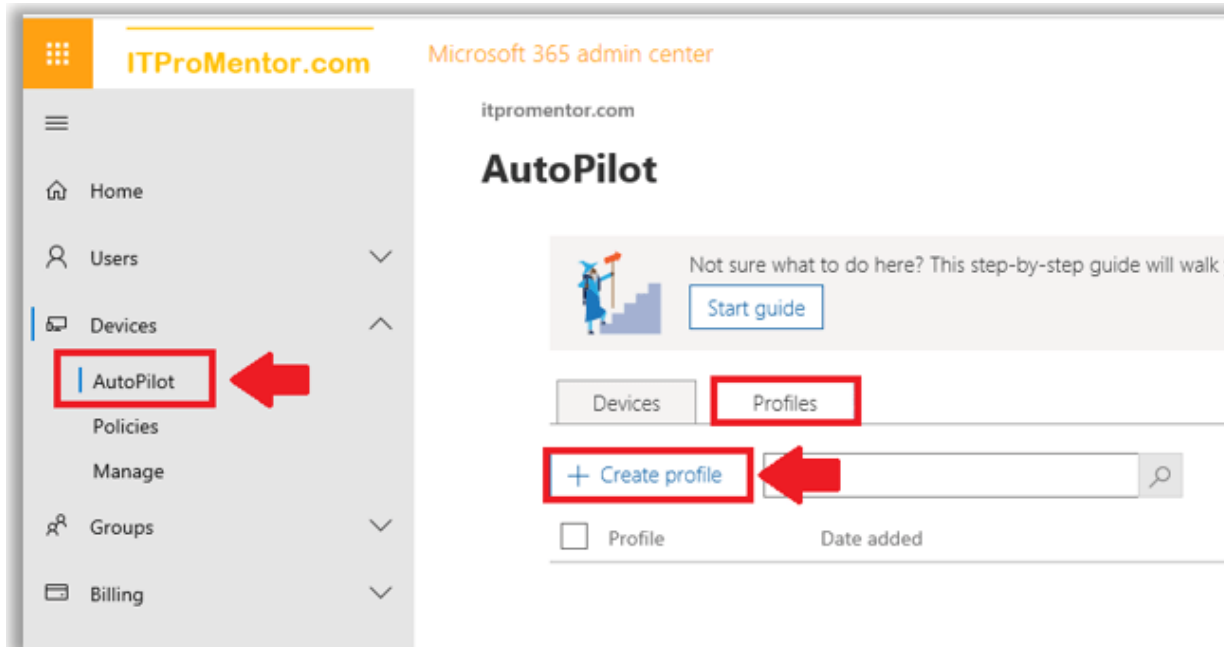 ITProMentor.com
Microsoft 365 admin center
itpromentor.com
AutoPilot
Home
Users
Devices
AutoPilot
Policies
Manage
Groups
Billing
Not sure what to do here? This step-by-step guide will walk
Start guide
Devices Profiles
+ Create profile
Profile Date added